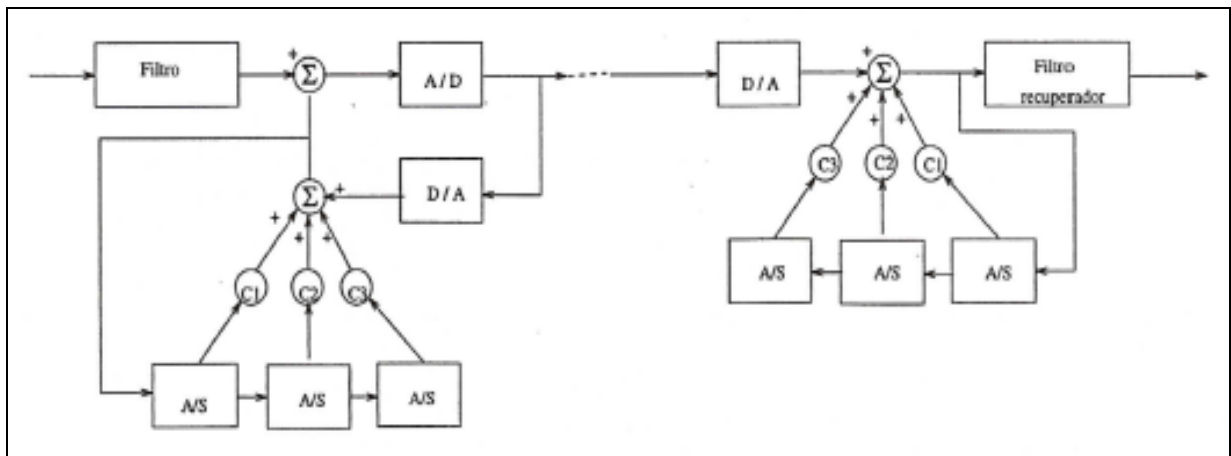 Filtro
+
Σ
A/D
D/A
+
Σ
Filtro
recuperador
+
+
+
C3
C2
C1
Σ
+
D/A
+
+
+
C1
C2
C3
A/S
A/S
A/S
A/S
A/S
A/S